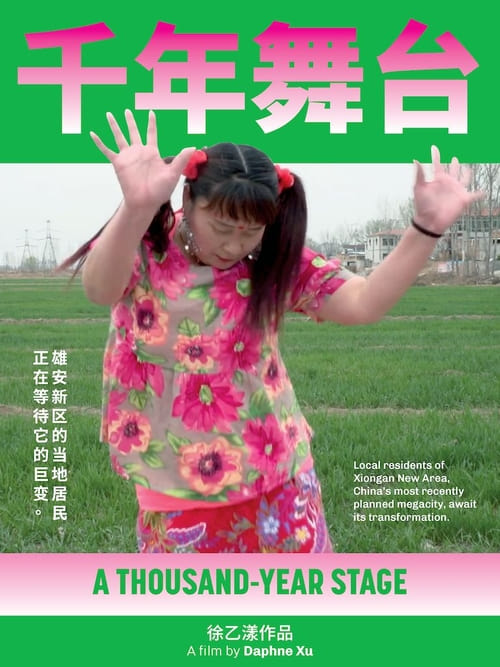 千年舞台
雄安新区的当地居民，
正在等待它的巨变。
Local residents of
Xiongan New Area,
China's most recently
planned megacity, await
its transformation.
A THOUSAND-YEAR STAGE
徐乙漾作品
A film by Daphne Xu